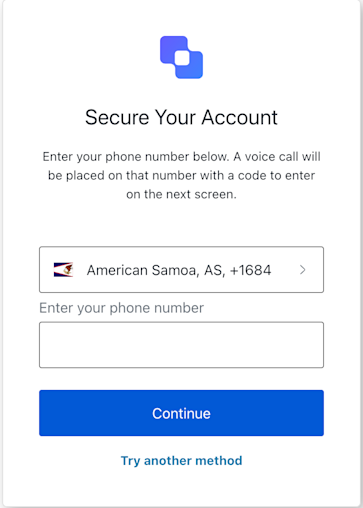 Secure Your Account
Enter your phone number below. A voice call will
be placed on that number with a code to enter
on the next screen.
American Samoa, AS, +1684
Enter your phone number
Continue
Try another method